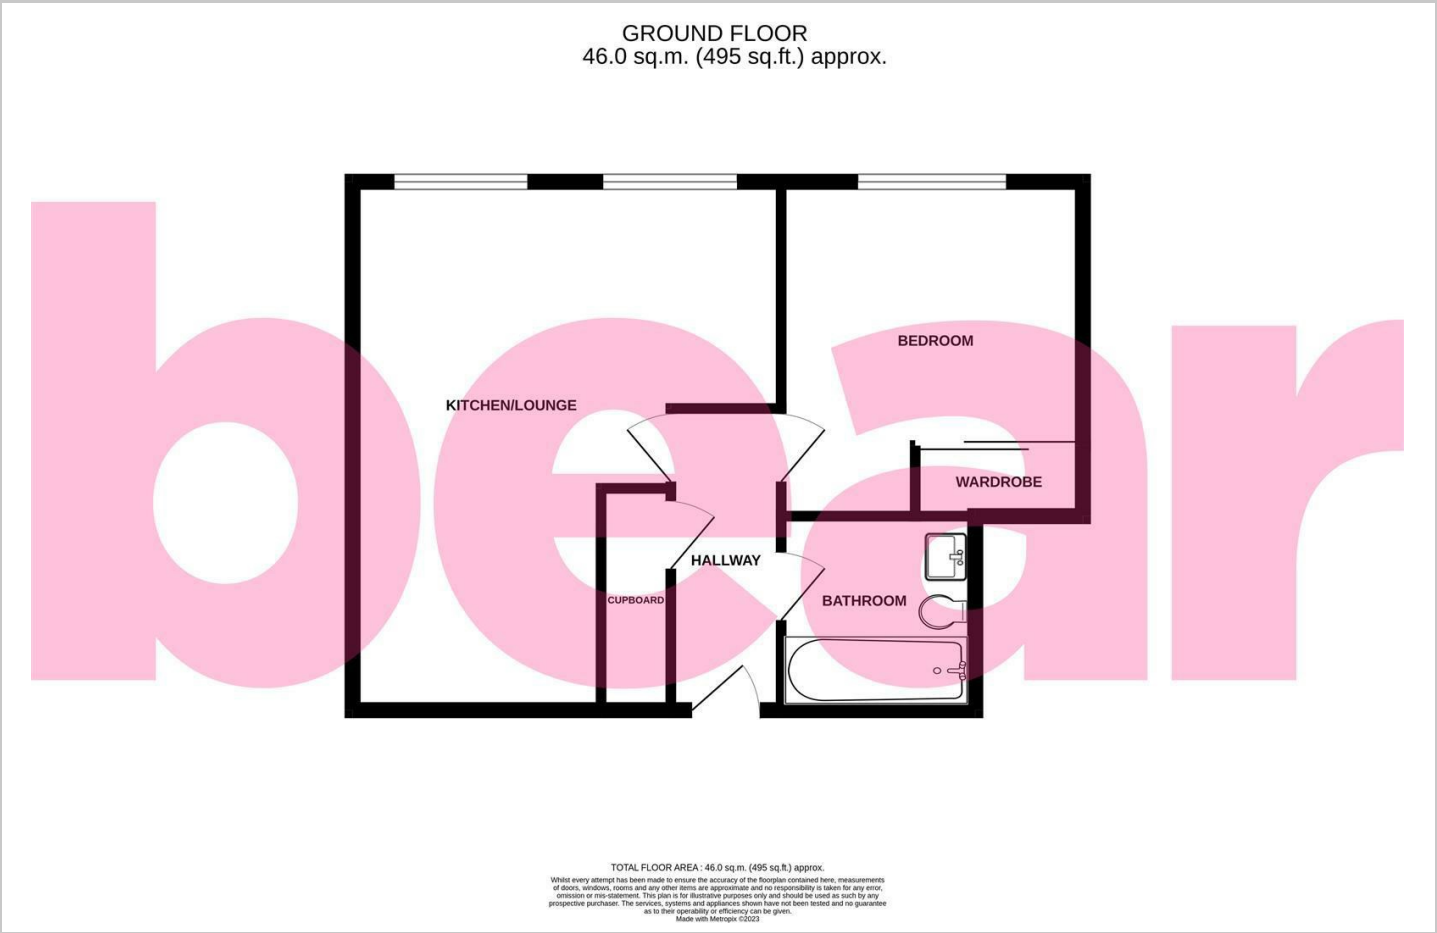 GROUND FLOOR
46.0 sq.m. (495 sq.ft.) approx.
bear
BEDROOM
KITCHEN/LOUNGE
WARDROBE
HALLWAY
CUPBOARD
BATHROOM
TOTAL FLOOR AREA : 46.0 sq.m. (495 sq.ft.) approx.
Whilst every attempt has been made to ensure the accuracy of the floorplan contained here, measurements
of doors, windows, rooms and any other items are approximate and no responsibility is taken for any error,
omission or mis-statement. This plan is for illustrative purposes only and should be used as such by any
prospective purchaser. The services, systems and appliances shown have not been tested and no guarantee
as to their operability or efficiency can be given.
Made with Metropix ©2023